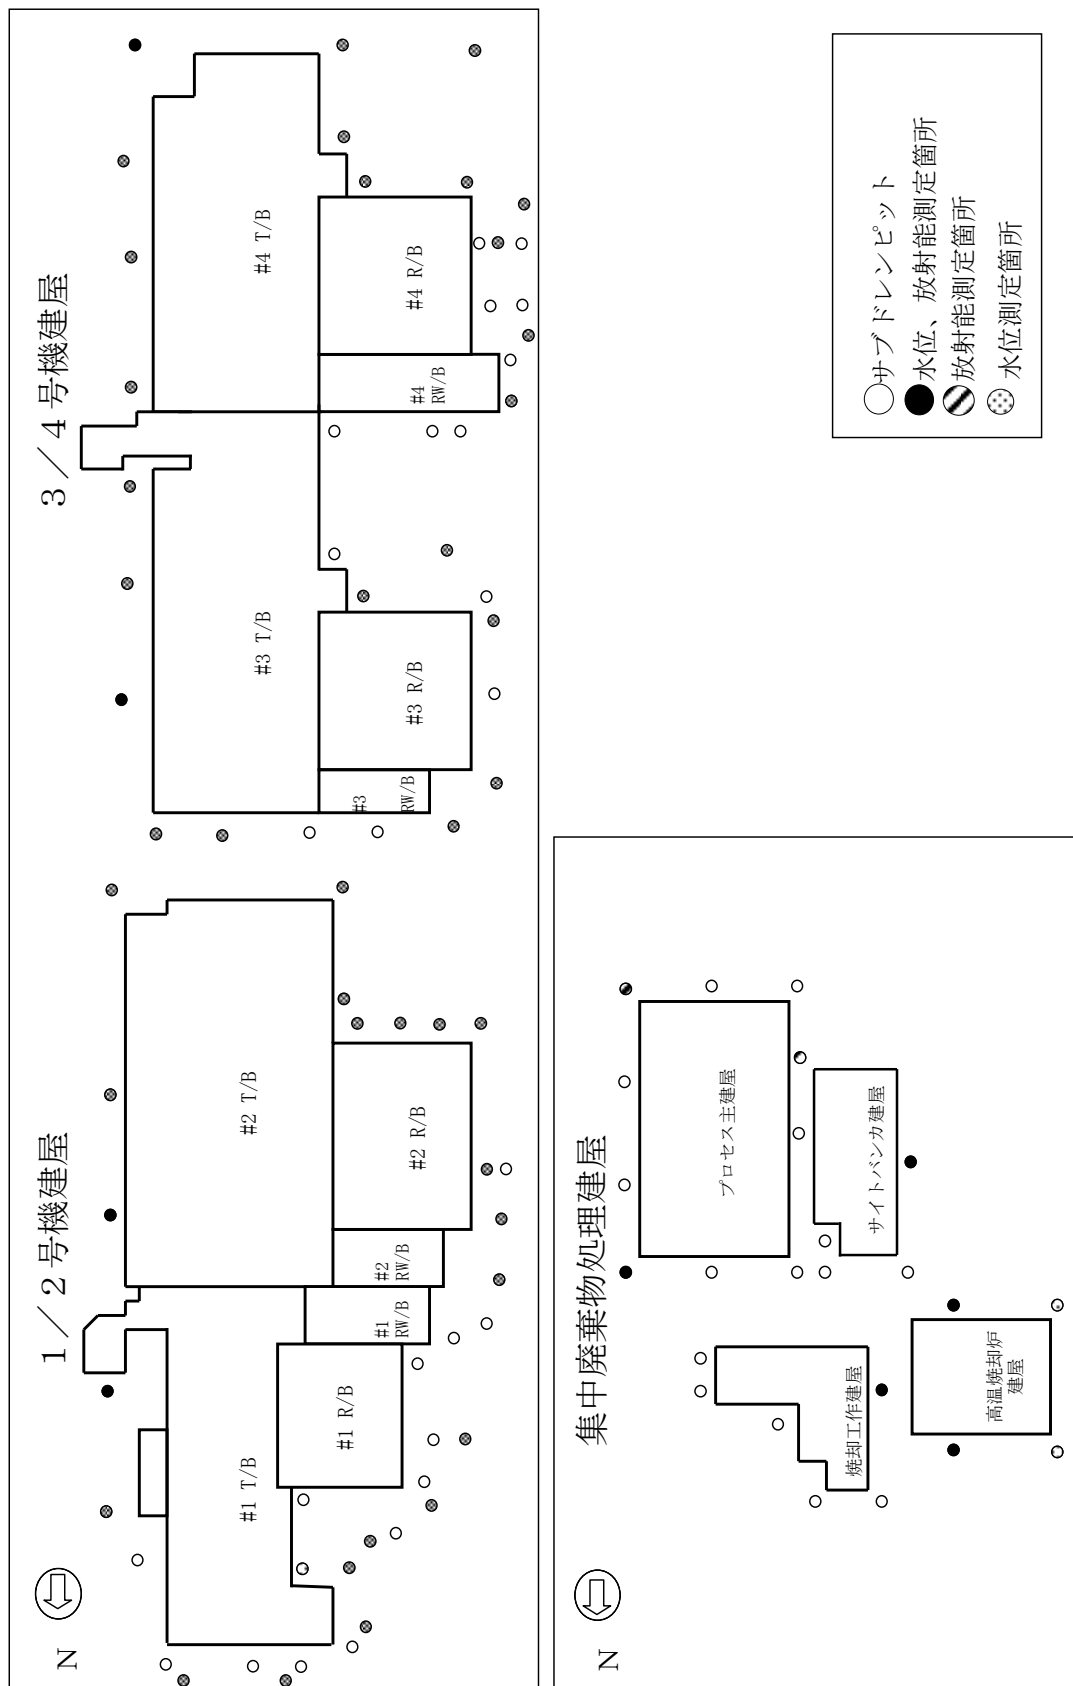 1／2 号機建屋
N
#1 T/B
#1 R/B
#1
RW/B
#2
RW/B
#2 T/B
#2 R/B
3／4 号機建屋
#3 T/B
#3
RW/B
#3 R/B
#4 T/B
#4
RW/B
#4 R/B
集中廃棄物処理建屋
N
プロセス主建屋
サイトバンカ建屋
焼却工作建屋
高温焼却炉
建屋
サブドレンピット
水位、放射能測定箇所
放射能測定箇所
水位測定箇所